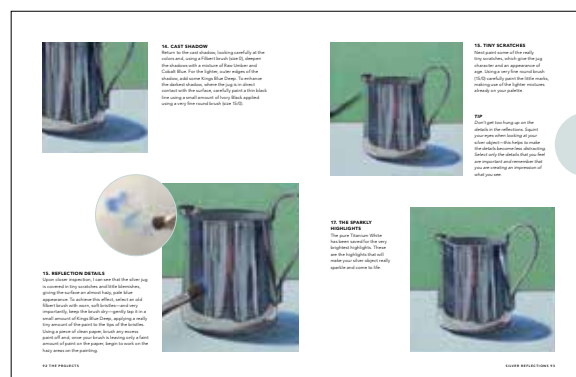 14. CAST SHADOW
Return to the cast shadow, looking carefully at the
colors and, using a Filbert brush (size 0), deepen
the shadows with a mixture of Raw Umber and
Cobalt Blue. For the lighter, outer edges of the
shadow, add some Kings Blue Deep. To enhance
the darkest shadow, where the jug is in direct
contact with the surface, carefully paint a thin black
line using a small amount of Ivory Black applied
using a very fine round brush (size 15/0).
15. REFLECTION DETAILS
Upon closer inspection, I can see that the silver jug
is covered in tiny scratches and little blemishes,
giving the surface an almost hazy, pale blue
appearance. To achieve this effect, select an old
filbert brush with worn, soft bristles—and very
importantly, keep the brush dry—gently tap it in a
small amount of Kings Blue Deep, applying a really
tiny amount of the paint to the tips of the bristles.
Using a piece of clean paper, brush any excess
paint off and, once your brush is leaving only a faint
amount of paint on the paper, begin to work on the
hazy areas on the painting.
94 THE PROJECTS
15. TINY SCRATCHES
Next paint some of the really
tiny scratches, which give the jug
character and an appearance of
age. Using a very fine round brush
(15/0) carefully paint the little marks,
making use of the lighter mixtures
already on your palette.
TIP
Don't get too hung up on the
details in the reflections. Squint
your eyes when looking at your
silver object—this helps to make
the details become less distracting.
Select only the details that you feel
are important and remember that
you are creating an impression of
what you see.
17. THE SPARKLY
HIGHLIGHTS
The pure Titanium White
has been saved for the very
brightest highlights. These
are the highlights that will
make your silver object really
sparkle and come to life.
SILVER REFLECTIONS 95